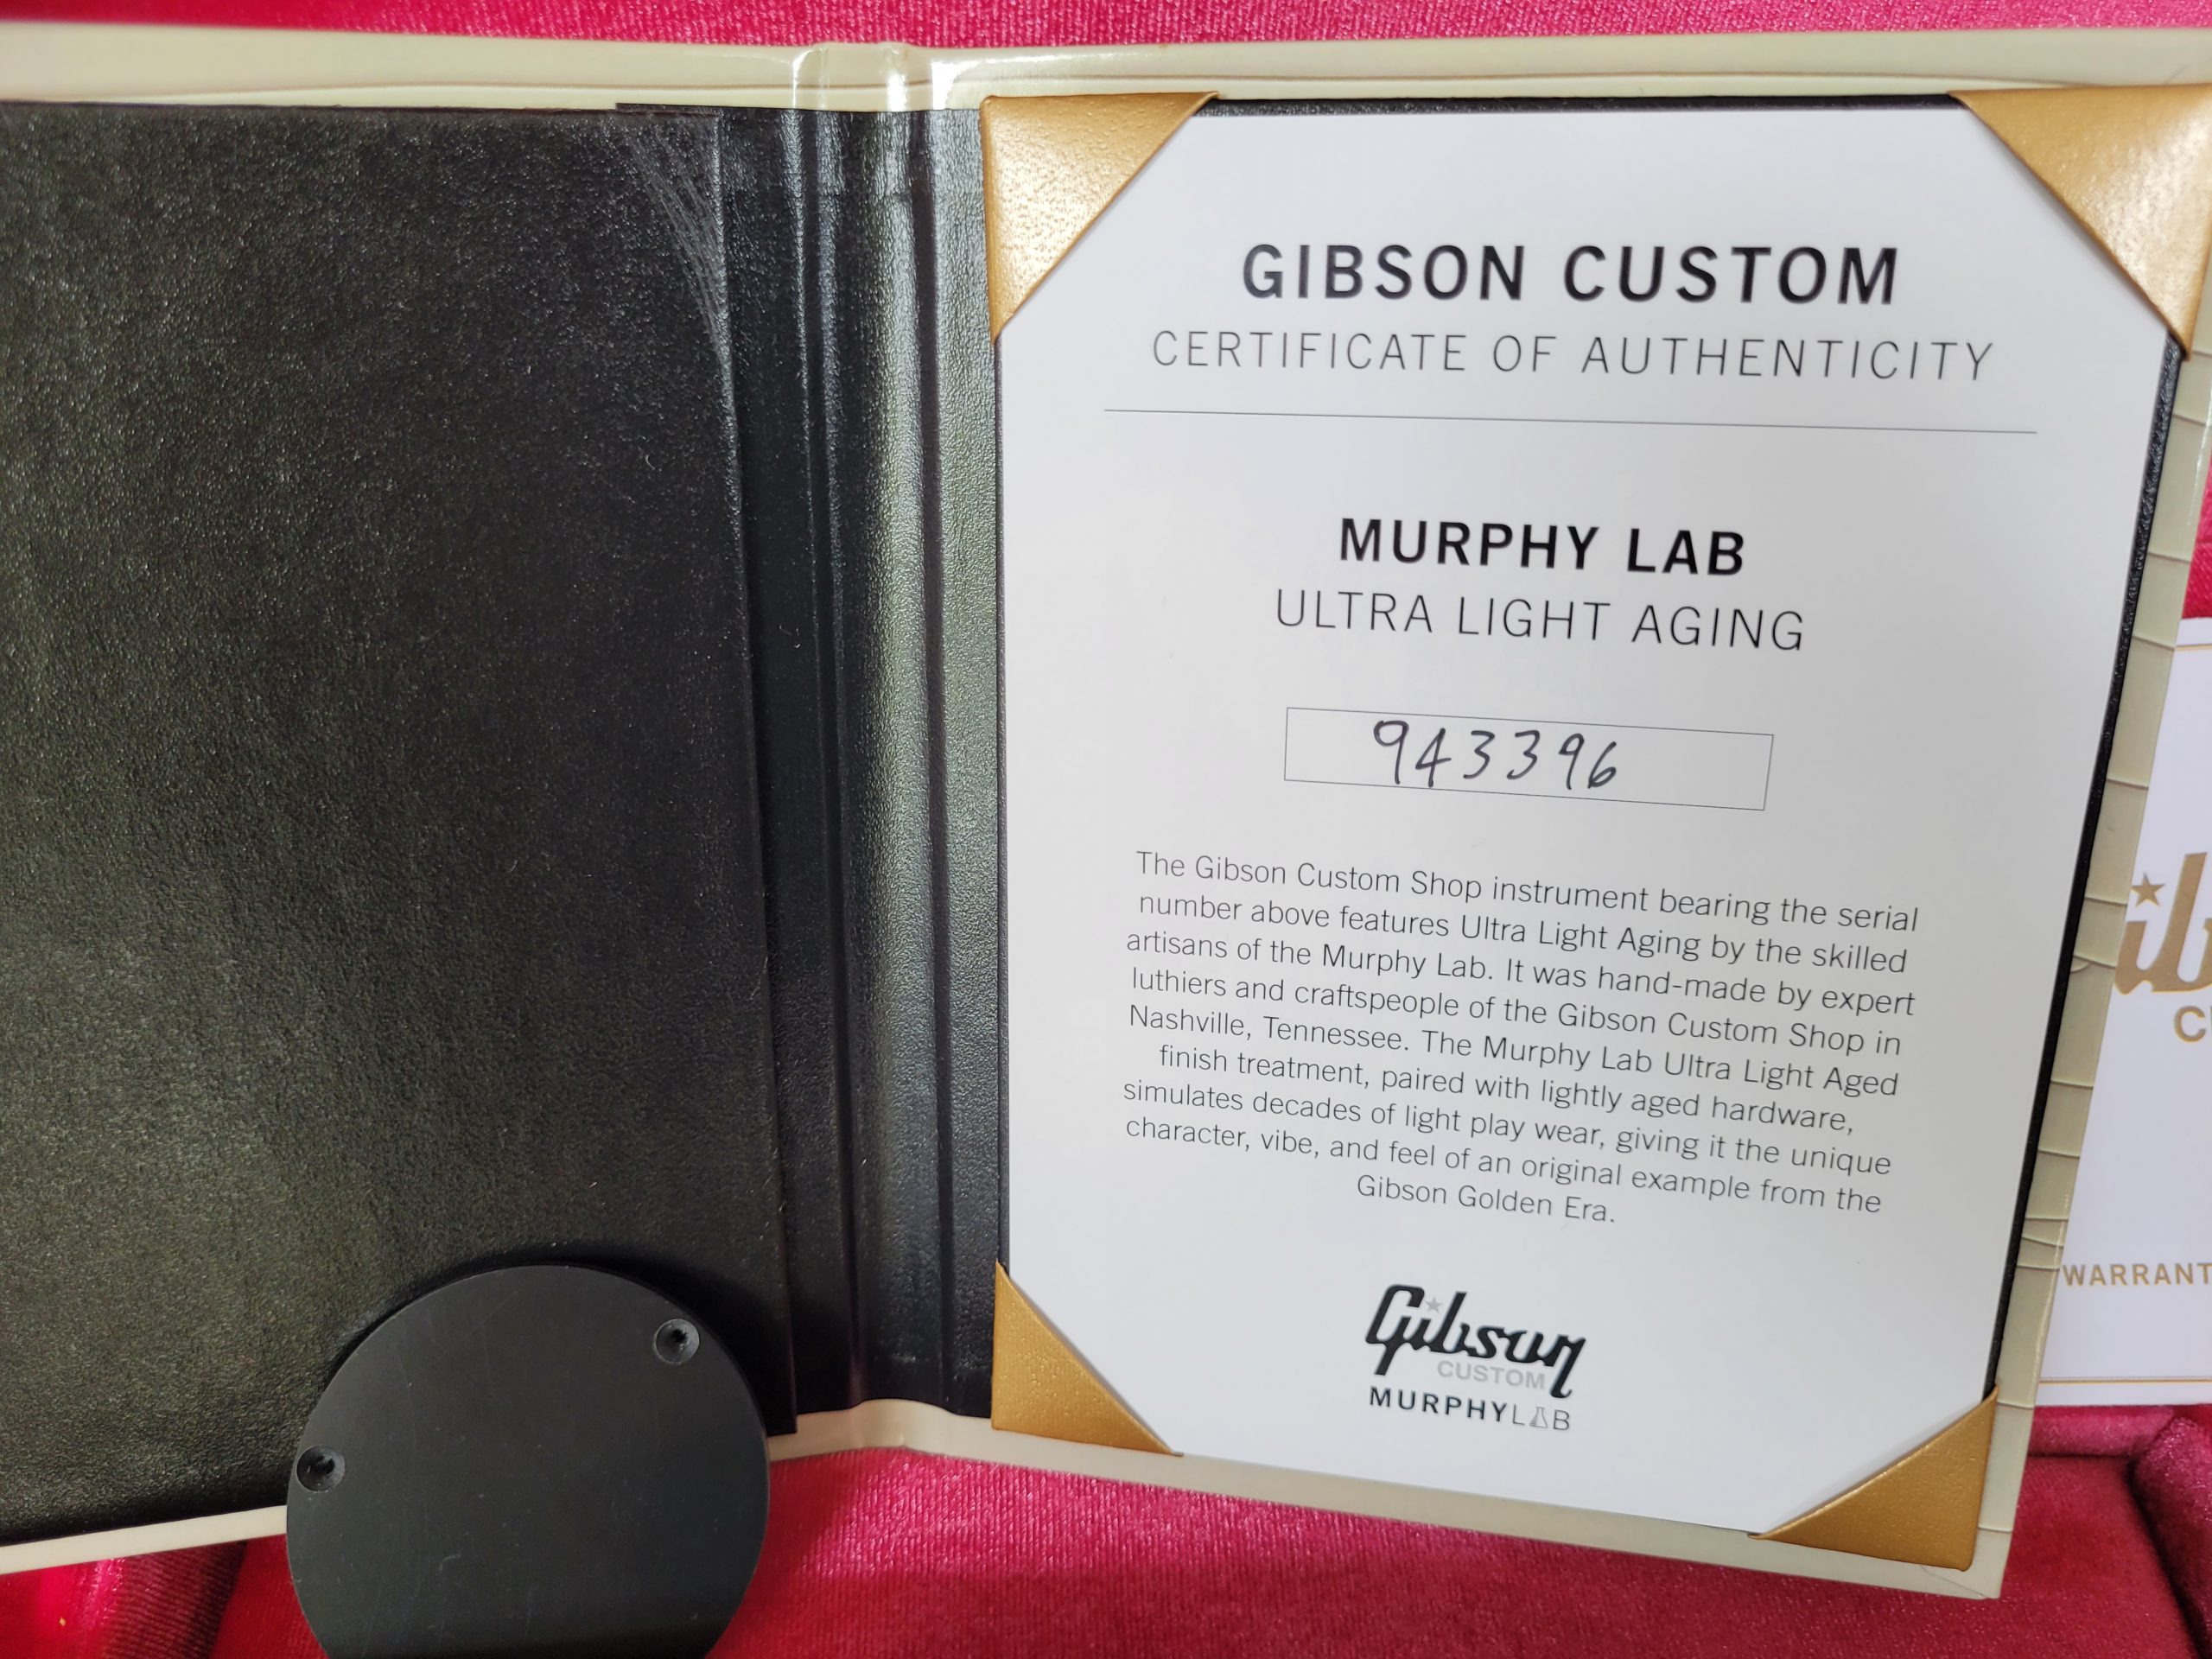 GIBSON CUSTOM
CERTIFICATE OF AUTHENTICITY
MURPHY LAB
ULTRA LIGHT AGING
943396
The Gibson Custom Shop instrument bearing the serial
number above features Ultra Light Aging by the skilled
artisans of the Murphy Lab. It was hand-made by expert
luthiers and craftspeople of the Gibson Custom Shop in
Nashville, Tennessee. The Murphy Lab Ultra Light Aged
finish treatment, paired with lightly aged hardware,
simulates decades of light play wear, giving it the unique
character, vibe, and feel of an original example from the
Gibson Golden Era.
Gibson
CUSTOM
MURPHYLAB
WARRANT